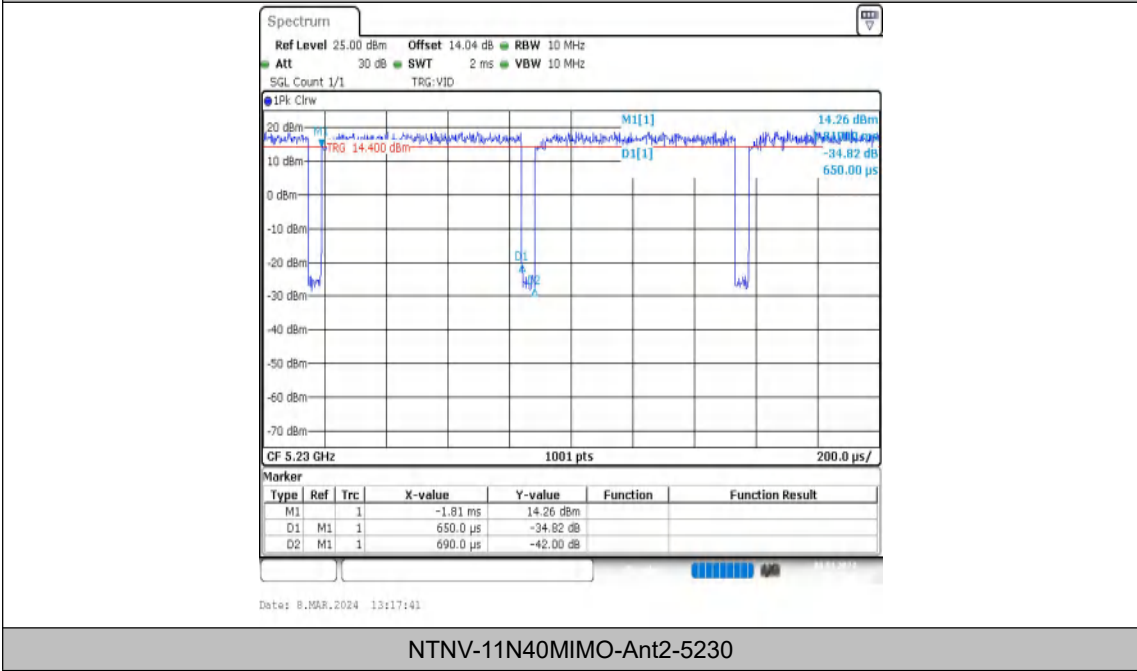 Spectrum
Ref Level 25.00 dBm Offset 14.04 dB RBW 10 MHz
Att 30 dB SWT 2 ms VBW 10 MHz
SGL Count 1/1 TRG:VID
1Pk Clrw
M1[1] 14.26 dBm
20 dBm
M1
TRG 14.400 dBm
D1[1] -34.82 dB
10 dBm
650.00 µs
0 dBm
-10 dBm
D1
-20 dBm
D2
-30 dBm
-40 dBm
-50 dBm
-60 dBm
-70 dBm
CF 5.23 GHz 1001 pts 200.0 µs/
Marker
Type Ref Trc X-value Y-value Function Function Result
M1 1 -1.81 ms 14.26 dBm
D1 M1 1 650.0 µs -34.82 dB
D2 M1 1 690.0 µs -42.00 dB
Date: 8.MAR.2024 13:17:41
NTNV-11N40MIMO-Ant2-5230